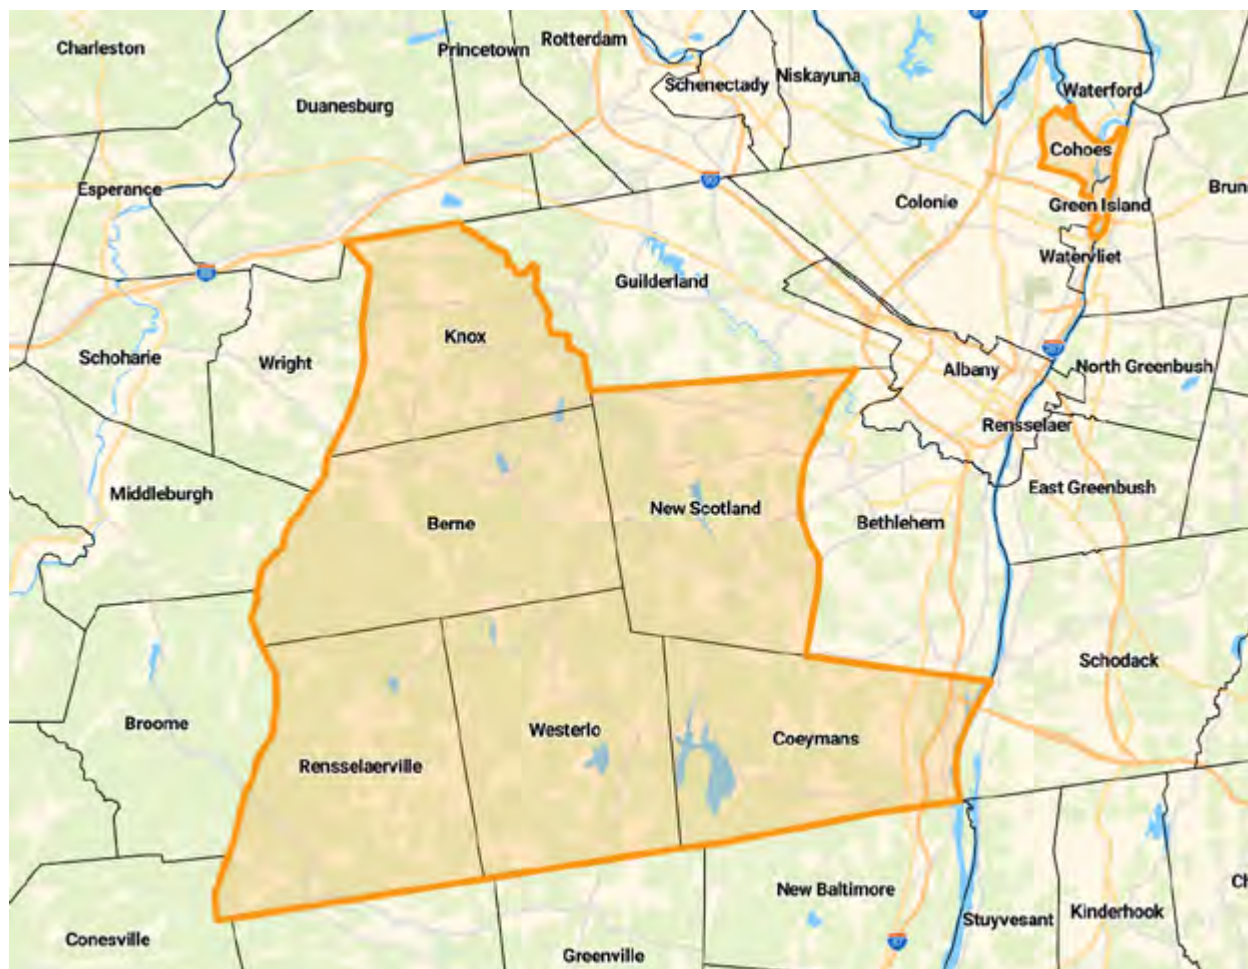 Charleston
Princetown
Rotterdam
Schenectady
Niskayuna
Waterford
Duanesburg
Cohoes
Esperance
90
Colonie
Green Island
Brun
Watervliet
Guilderland
Knox
Schoharie
Wright
Albany
North Greenbush
Rensselaer
Middleburgh
Berne
New Scotland
Bethlehem
East Greenbush
Schodack
Broome
Westerlo
Coeymans
Rensselaerville
New Baltimore
Ch
Conesville
Greenville
Stuyvesant
Kinderhook